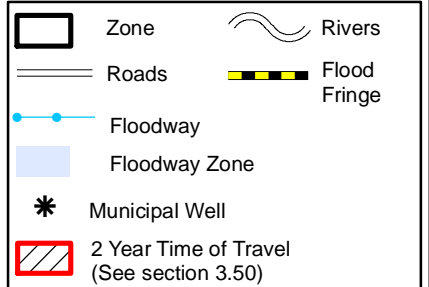 Zone
Rivers
Roads
Flood
Fringe
Floodway
Floodway Zone
Municipal Well
2 Year Time of Travel
(See section 3.50)